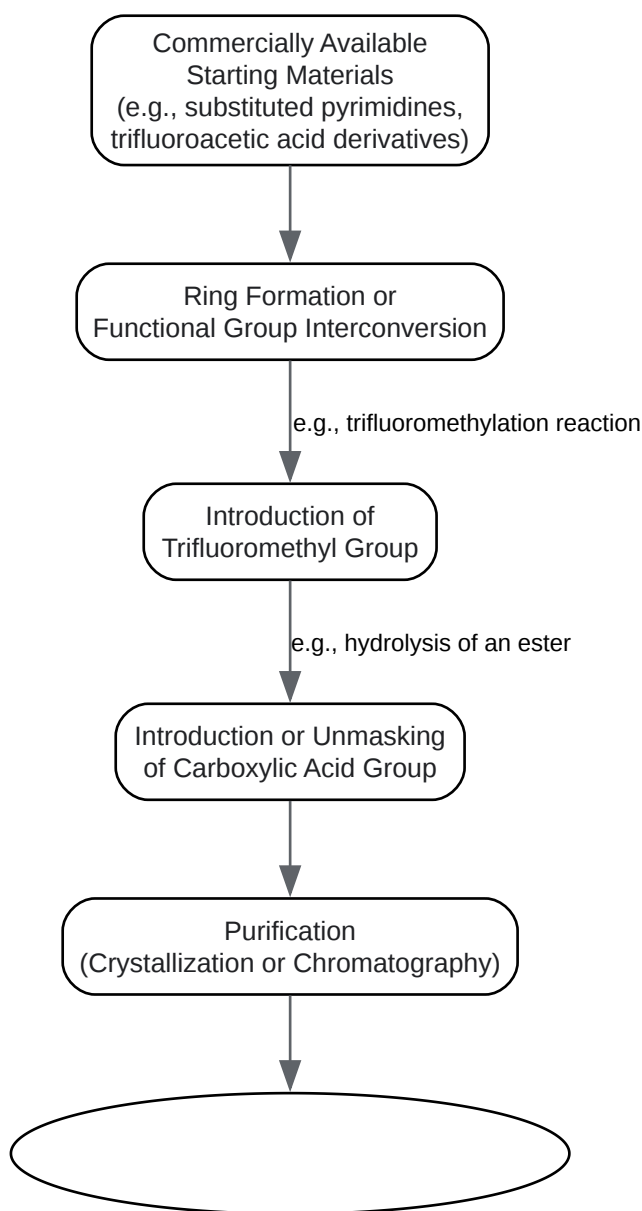 Commercially Available
Starting Materials
(e.g., substituted pyrimidines,
trifluoroacetic acid derivatives)
Ring Formation or
Functional Group Interconversion
e.g., trifluoromethylation reaction
Introduction of
Trifluoromethyl Group
e.g., hydrolysis of an ester
Introduction or Unmasking
of Carboxylic Acid Group
Purification
(Crystallization or Chromatography)